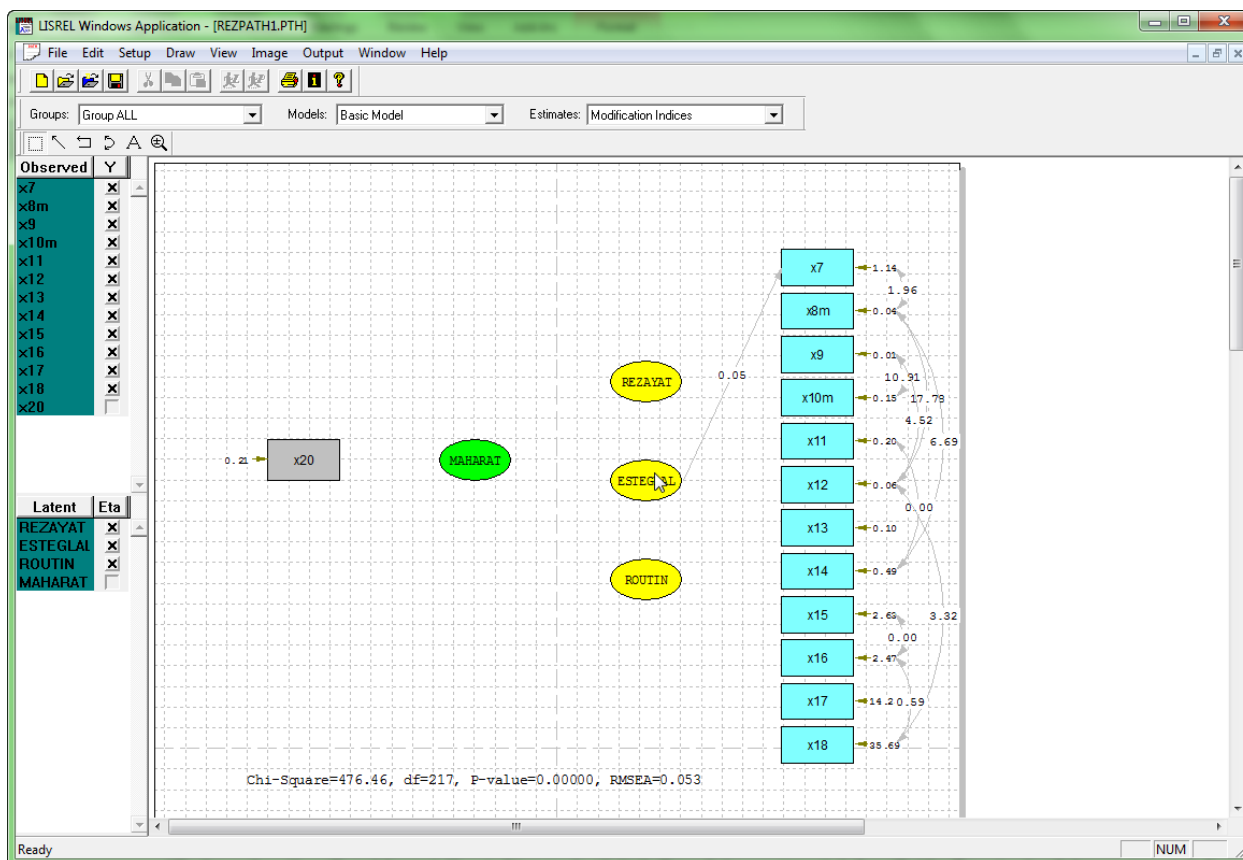 LISREL Windows Application - [REZPATH1.PTH]
File Edit Setup Draw View Image Output Window Help
Groups: Group ALL Models: Basic Model Estimates: Modification Indices
Observed Y
x7
x8m
x9
x10m
x11
x12
x13
x14
x15
x16
x17
x18
x20
Latent Eta
REZAYAT
ESTEGLAL
ROUTIN
MAHARAT
0.21 x20
MAHARAT
REZAYAT
ESTEGLAL
ROUTIN
0.05
x7 1.14
1.96
x8m 0.04
x9 0.01
10.91
x10m 0.15 17.79
4.52
x11 0.20 6.69
x12 0.06
0.00
x13 0.10
x14 0.49
x15 2.63 3.32
0.00
x16 2.47
x17 14.2 0.59
x18 35.69
Chi-Square=476.46, df=217, P-value=0.00000, RMSEA=0.053
Ready NUM